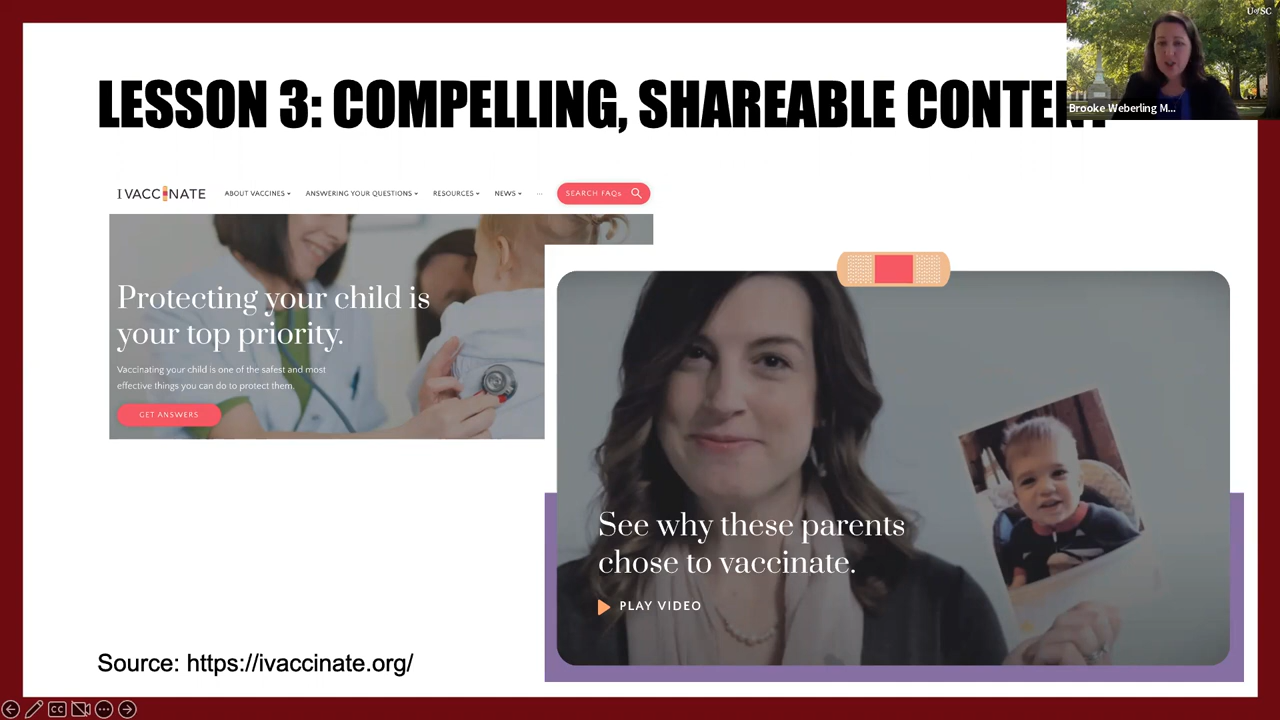 UofSC
LESSON 3: COMPELLING, SHAREABLE CONTENT
Brooke Weberling M...
I VACCINATE
ABOUT VACCINES
ANSWERING YOUR QUESTIONS
RESOURCES
NEWS
...
SEARCH FAQs
Protecting your child is
your top priority.
Vaccinating your child is one of the safest and most
effective things you can do to protect them.
GET ANSWERS
See why these parents
chose to vaccinate.
PLAY VIDEO
Source: https://ivaccinate.org/
CC